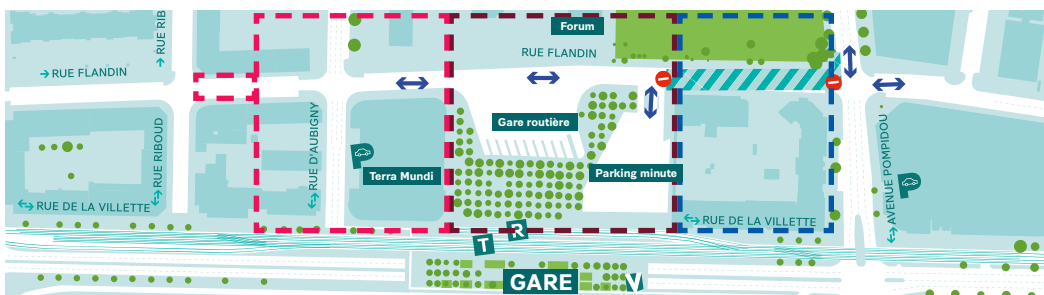 RUE RIB
Forum
RUE FLANDIN
→ RUE FLANDIN
Gare routière
RUE D'AUBIGNY
RUE RIBOUD
AVENUE POMPIDOU
P
Terra Mundi
Parking minute
P
RUE DE LA VILLETTE
RUE DE LA VILLETTE
T
R
GARE
V